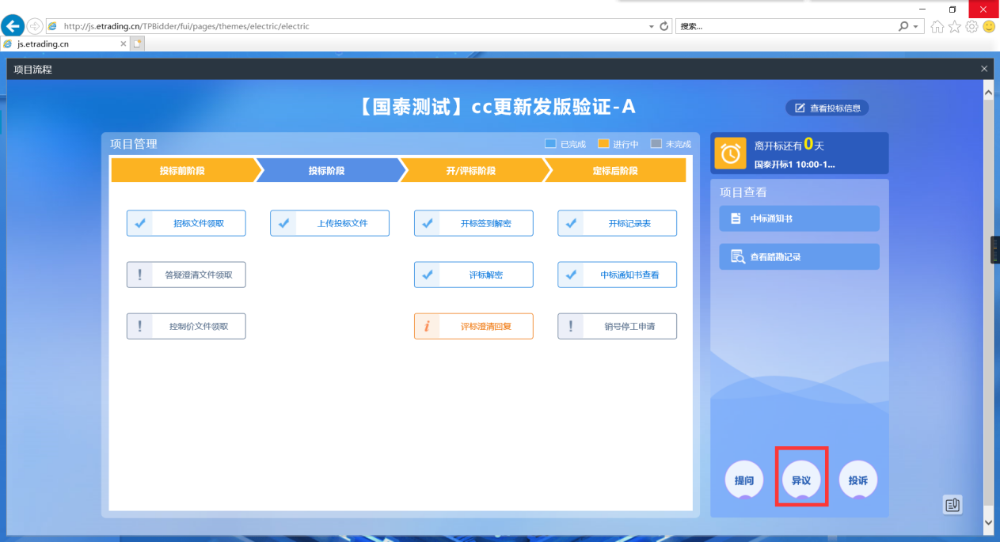 http://js.etrading.cn/TPBidder/fui/pages/themes/electric/electric
搜索...
js.etrading.cn
项目流程
【国泰测试】cc更新发版验证-A
查看投标信息
项目管理
已完成 进行中 未完成
投标前阶段 投标阶段 开/评标阶段 定标后阶段
招标文件领取 上传投标文件 开标签到解密 开标记录表
答疑澄清文件领取 评标解密 中标通知书查看
控制价文件领取 评标澄清回复 销号停工申请
离开标还有0天
国泰开标1 10:00-1...
项目查看
中标通知书
查看踏勘记录
提问 异议 投诉